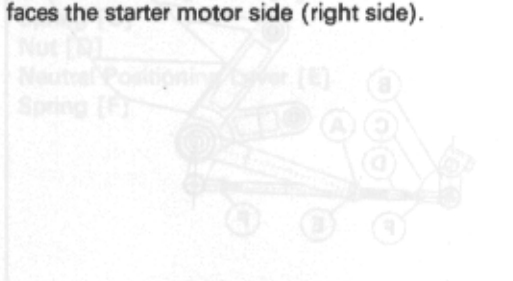 faces the starter motor side (right side).
Nut [D]
Neutral Positioning Lever [E]
Spring [F]
B
A C
D
F E F